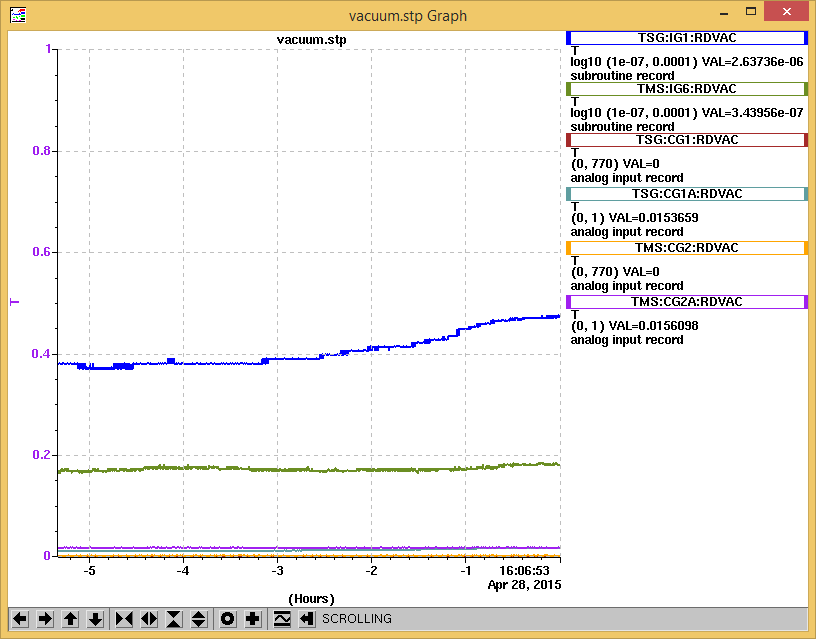 vacuum.stp Graph
vacuum.stp
1
0.8
0.6
T
0.4
0.2
0
-5 -4 -3 -2 -1 16:06:53
Apr 28, 2015
(Hours)
TSG:IG1:RDVAC
T
log10 (1e-07, 0.0001) VAL=2.63736e-06
subroutine record
TMS:IG6:RDVAC
T
log10 (1e-07, 0.0001) VAL=3.43956e-07
subroutine record
TSG:CG1:RDVAC
T
(0, 770) VAL=0
analog input record
TSG:CG1A:RDVAC
T
(0, 1) VAL=0.0153659
analog input record
TMS:CG2:RDVAC
T
(0, 770) VAL=0
analog input record
TMS:CG2A:RDVAC
T
(0, 1) VAL=0.0156098
analog input record
SCROLLING